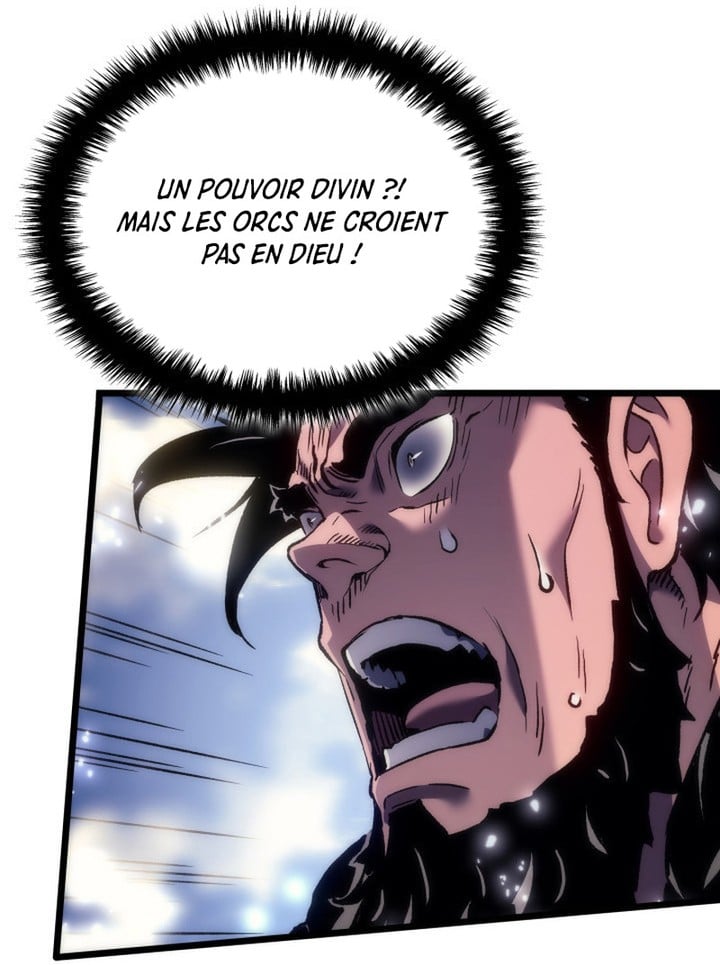 UN POUVOIR DIVIN ?!
MAIS LES ORCS NE CROIENT
PAS EN DIEU !